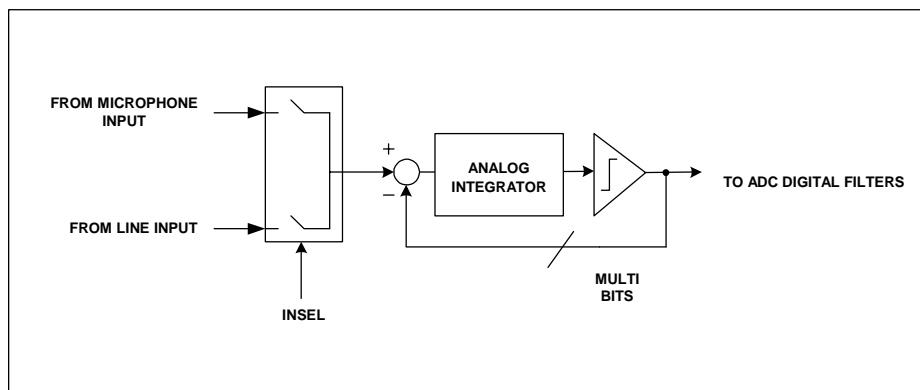 FROM MICROPHONE
INPUT
FROM LINE INPUT
INSEL
+
−
ANALOG
INTEGRATOR
MULTI
BITS
TO ADC DIGITAL FILTERS